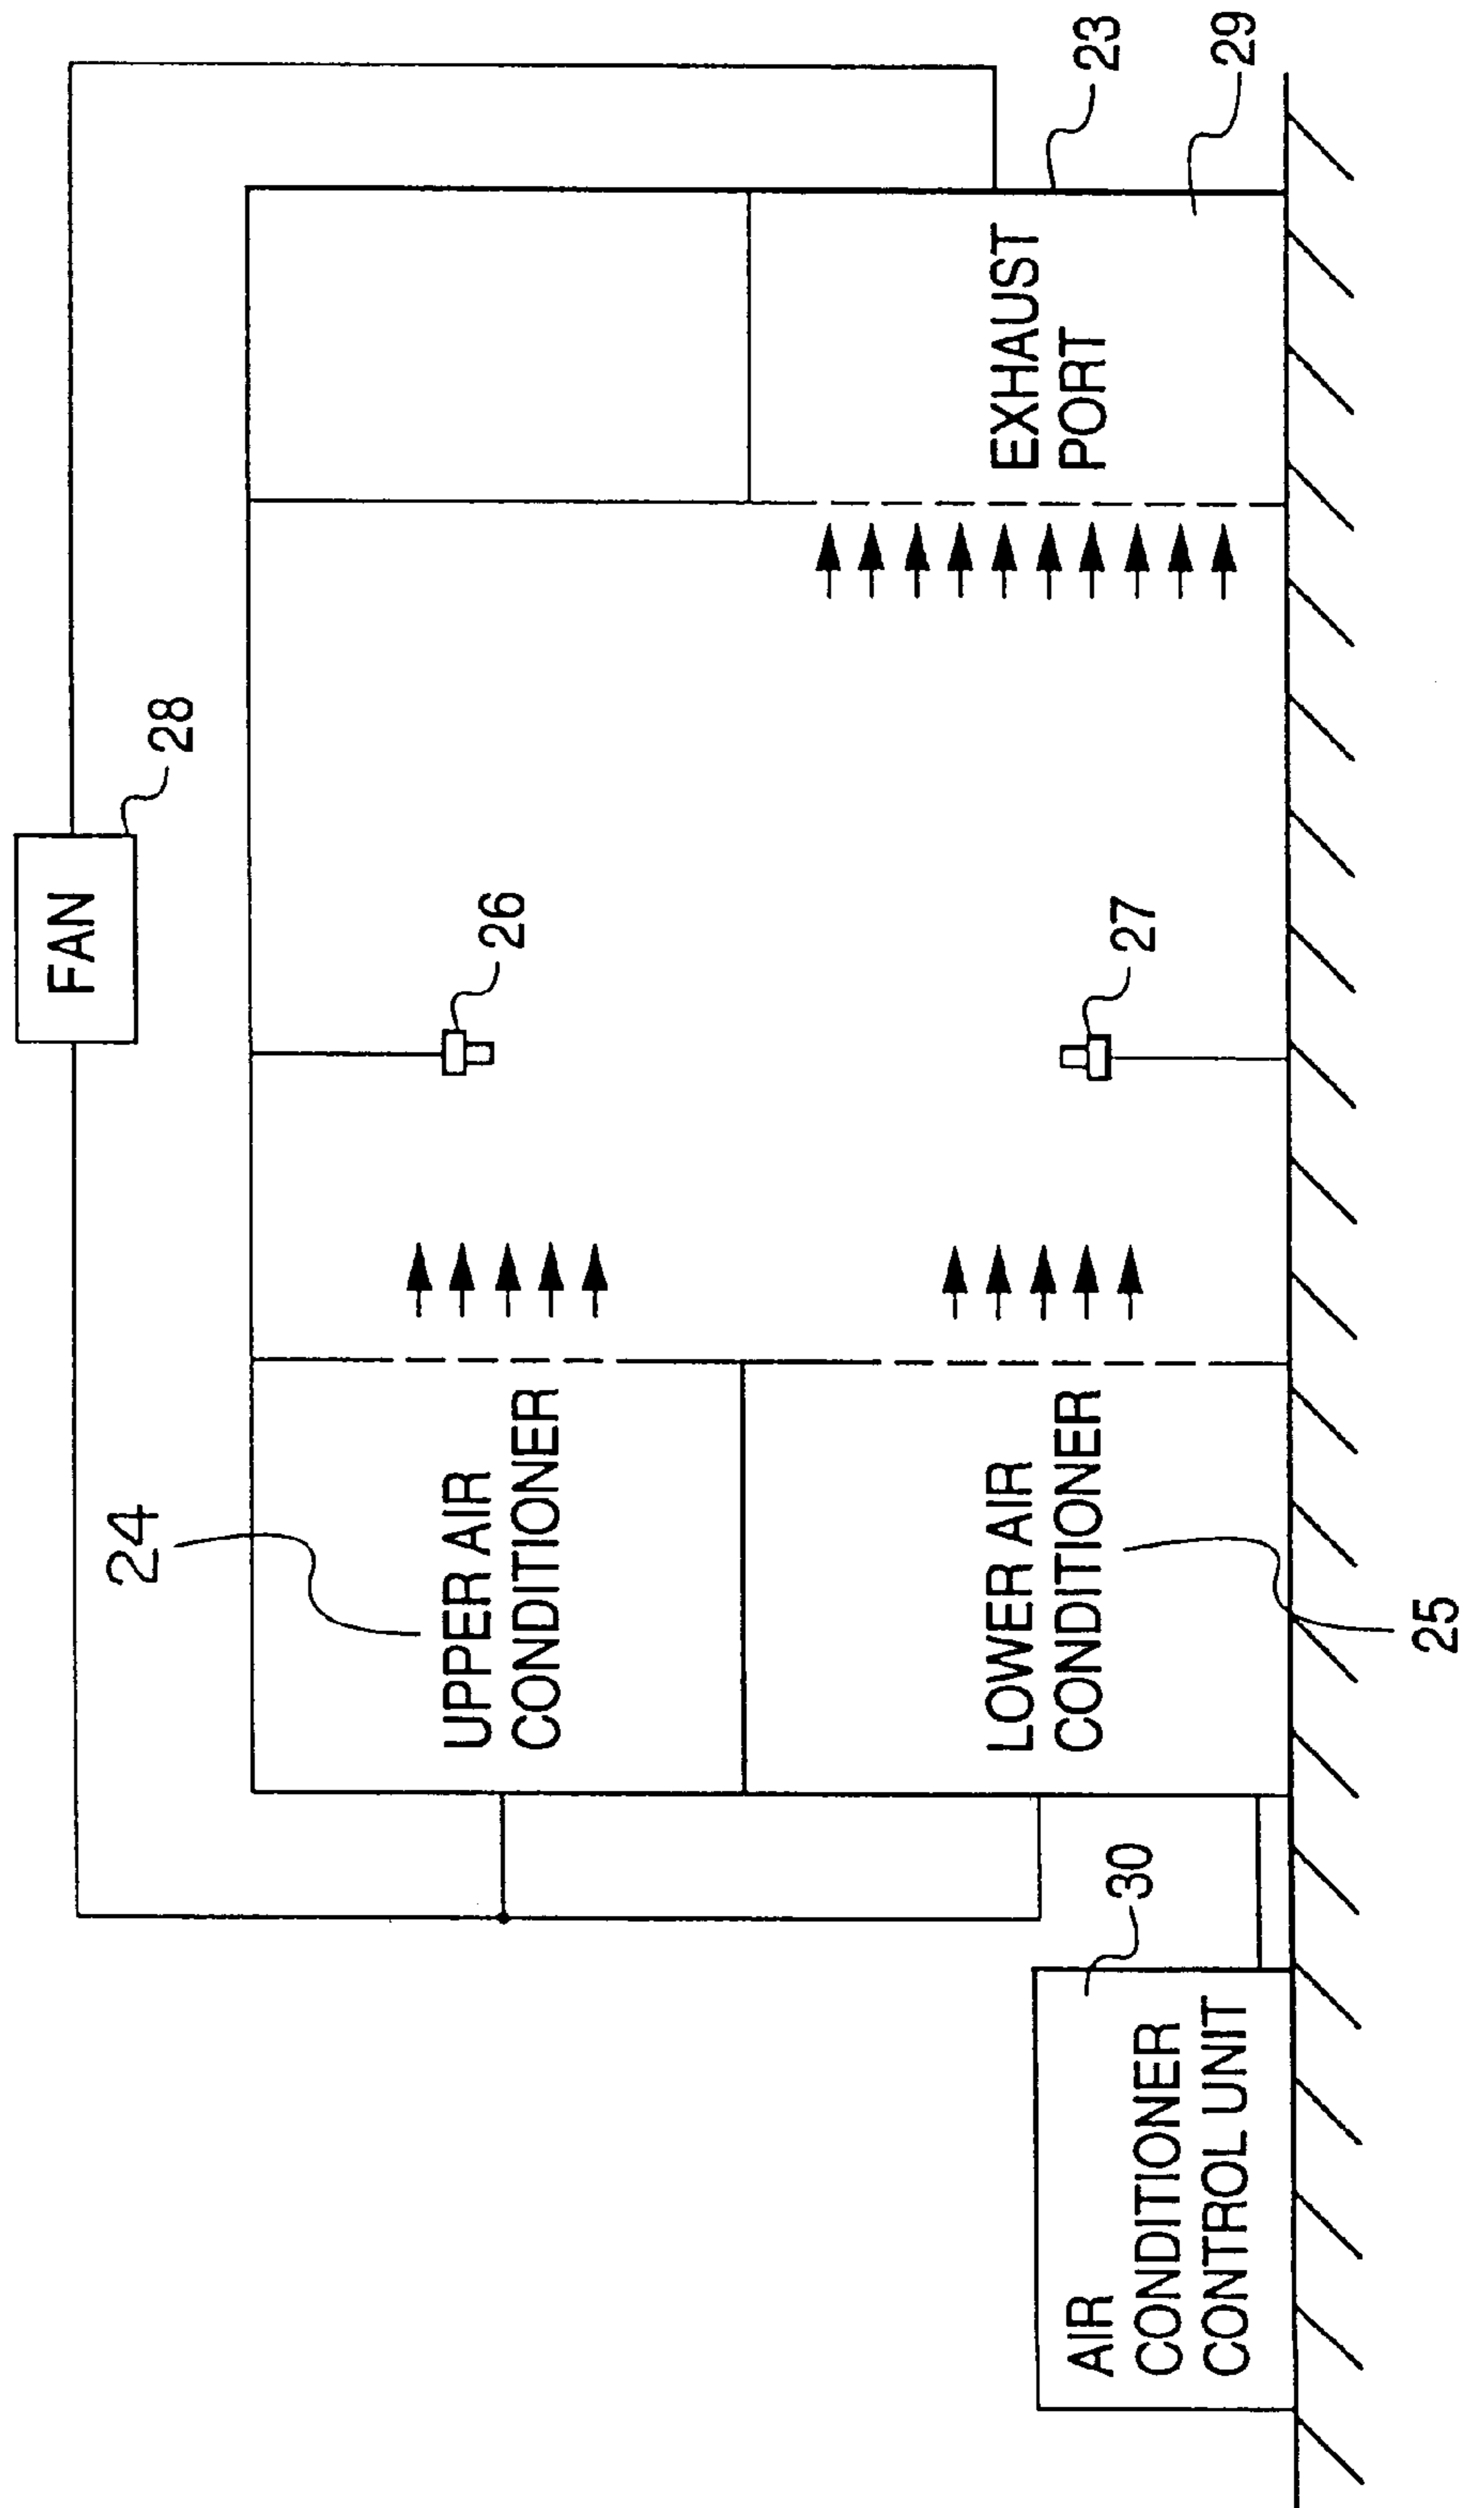 FAN
28
24
UPPER AIR
CONDITIONER
26
LOWER AIR
CONDITIONER
25
27
EXHAUST
PORT
23
29
30
AIR
CONDITIONER
CONTROL UNIT